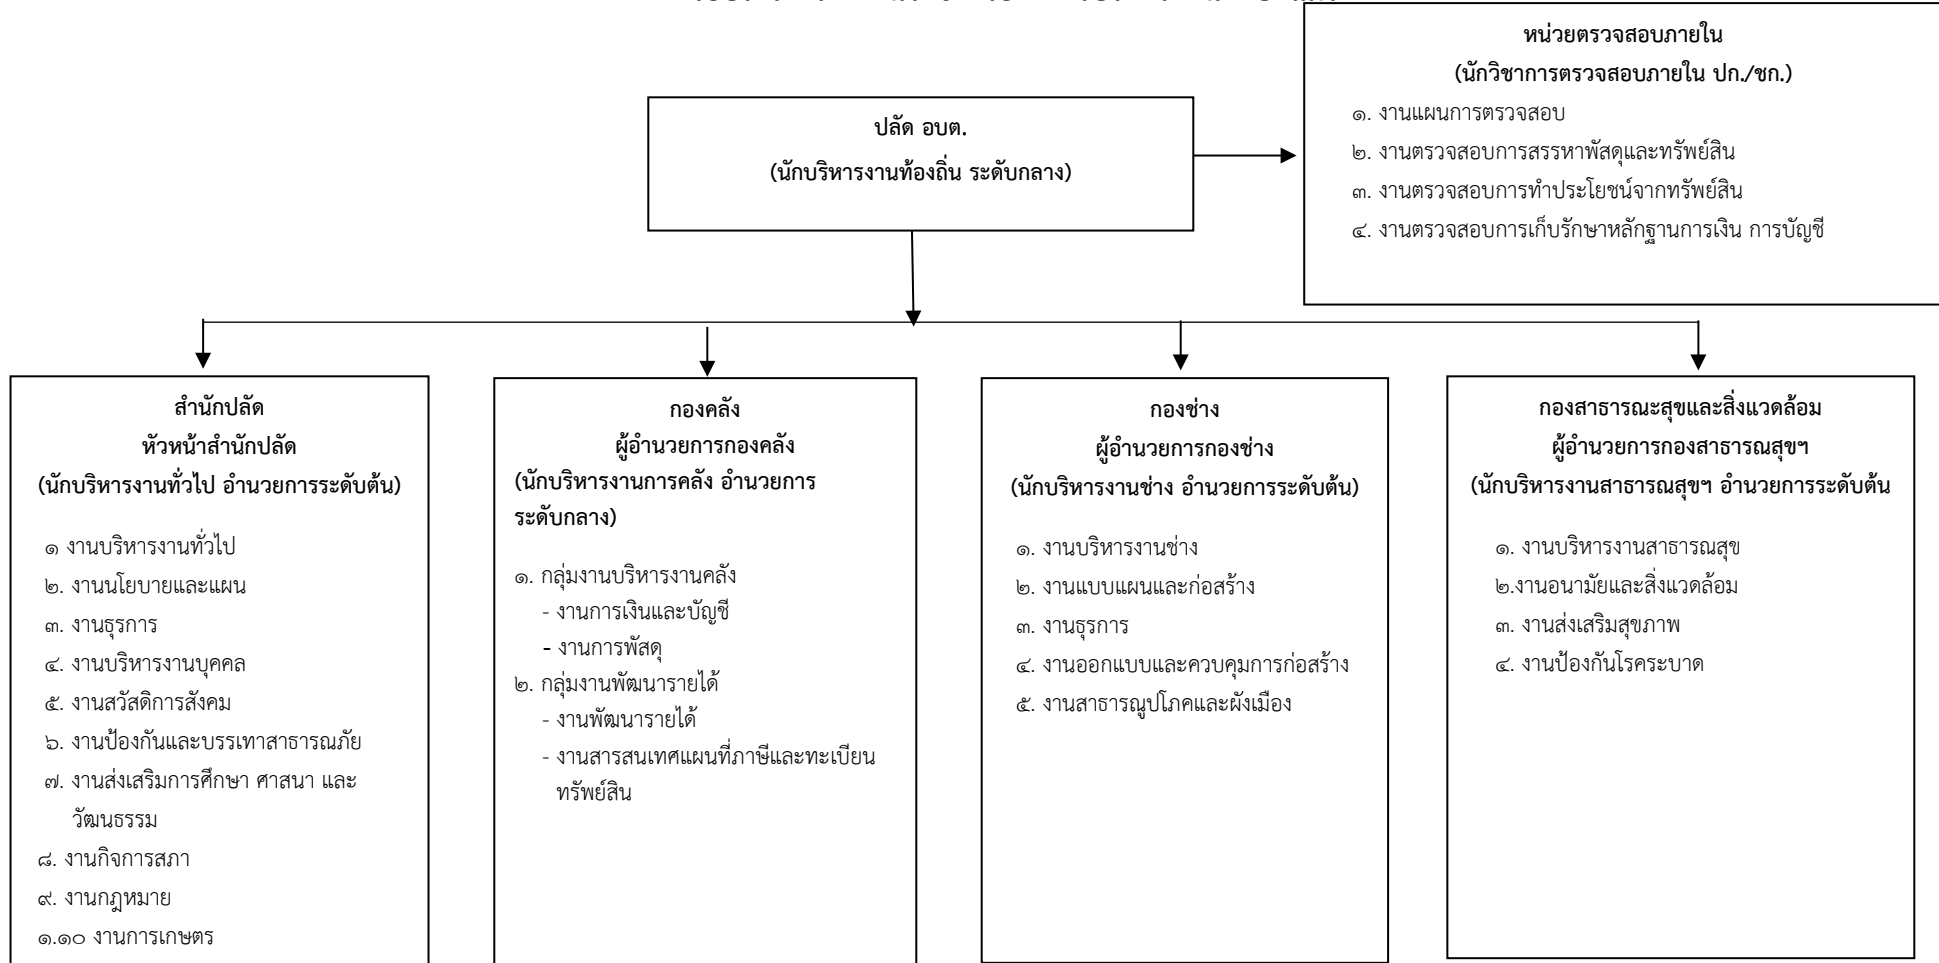 หน่วยตรวจสอบภายใน
(นักวิชาการตรวจสอบภายใน ปก./ชก.)
๑. งานแผนการตรวจสอบ
๒. งานตรวจสอบการสรรหาพัสดุและทรัพย์สิน
๓. งานตรวจสอบการทำประโยชน์จากทรัพย์สิน
๔. งานตรวจสอบการเก็บรักษาหลักฐานการเงิน การบัญชี
ปลัด อบต.
(นักบริหารงานท้องถิ่น ระดับกลาง)
สำนักปลัด
หัวหน้าสำนักปลัด
(นักบริหารงานทั่วไป อำนวยการระดับต้น)
๑ งานบริหารงานทั่วไป
๒. งานนโยบายและแผน
๓. งานธุรการ
๔. งานบริหารงานบุคคล
๕. งานสวัสดิการสังคม
๖. งานป้องกันและบรรเทาสาธารณภัย
๗. งานส่งเสริมการศึกษา ศาสนา และ
วัฒนธรรม
๘. งานกิจการสภา
๙. งานกฎหมาย
๑.๑๐ งานการเกษตร
กองคลัง
ผู้อำนวยการกองคลัง
(นักบริหารงานการคลัง อำนวยการ
ระดับกลาง)
๑. กลุ่มงานบริหารงานคลัง
- งานการเงินและบัญชี
- งานการพัสดุ
๒. กลุ่มงานพัฒนารายได้
- งานพัฒนารายได้
- งานสารสนเทศแผนที่ภาษีและทะเบียน
ทรัพย์สิน
กองช่าง
ผู้อำนวยการกองช่าง
(นักบริหารงานช่าง อำนวยการระดับต้น)
๑. งานบริหารงานช่าง
๒. งานแบบแผนและก่อสร้าง
๓. งานธุรการ
๔. งานออกแบบและควบคุมการก่อสร้าง
๕. งานสาธารณูปโภคและผังเมือง
กองสาธารณะสุขและสิ่งแวดล้อม
ผู้อำนวยการกองสาธารณสุขฯ
(นักบริหารงานสาธารณสุขฯ อำนวยการระดับต้น
๑. งานบริหารงานสาธารณสุข
๒.งานอนามัยและสิ่งแวดล้อม
๓. งานส่งเสริมสุขภาพ
๔. งานป้องกันโรคระบาด